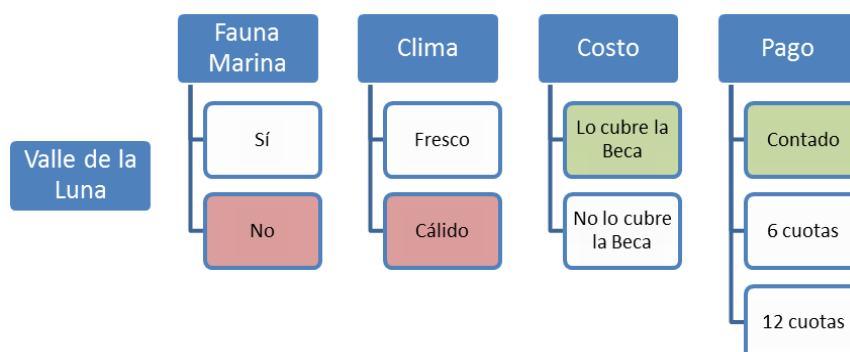 Fauna
Marina
Clima
Costo
Pago
Sí
Fresco
Lo cubre la
Beca
Contado
Valle de la
Luna
No
Cálido
No lo cubre
la Beca
6 cuotas
12 cuotas